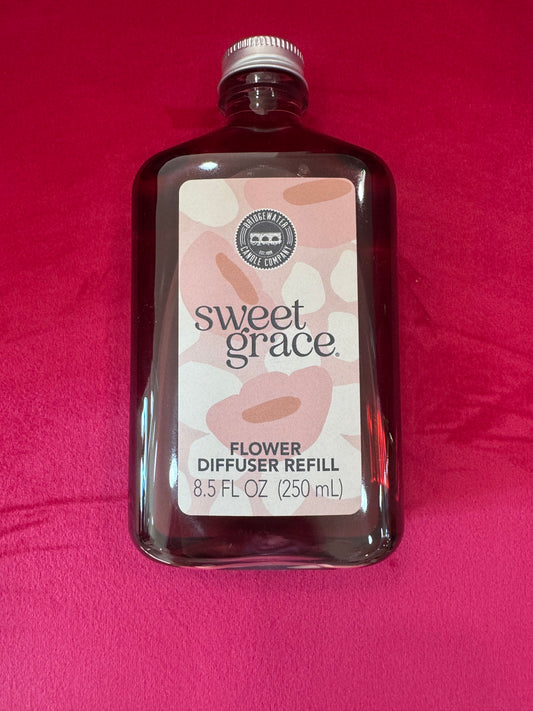 BRIDGEWATER
CANDLE COMPANY
sweet
grace®
FLOWER
DIFFUSER REFILL
8.5 FL OZ (250 mL)